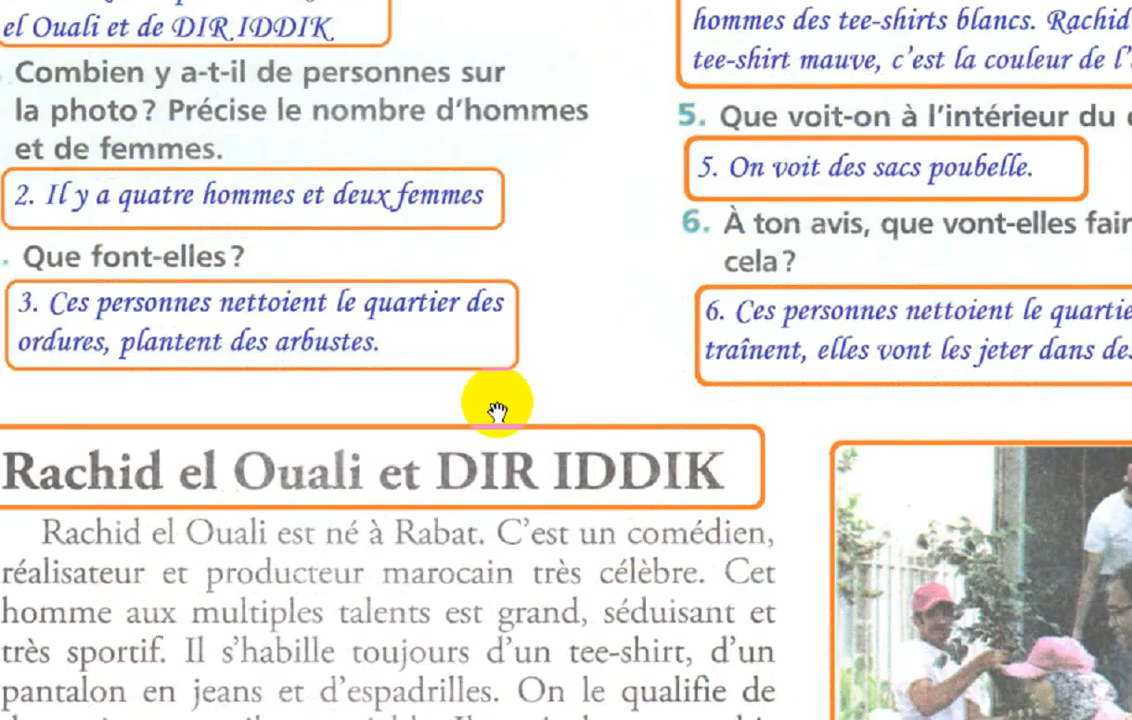 el Ouali et de DIR IDDIK
Combien y a-t-il de personnes sur
la photo? Précise le nombre d'hommes
et de femmes.
2. Il y a quatre hommes et deux femmes
Que font-elles?
3. Ces personnes nettoient le quartier des
ordures, plantent des arbustes.
hommes des tee-shirts blancs. Rachid
tee-shirt mauve, c'est la couleur de l'
5. Que voit-on à l'intérieur du
5. On voit des sacs poubelle.
6. À ton avis, que vont-elles fair
cela?
6. Ces personnes nettoient le quartie
traînent, elles vont les jeter dans de
Rachid el Ouali et DIR IDDIK
Rachid el Ouali est né à Rabat. C'est un comédien,
réalisateur et producteur marocain très célèbre. Cet
homme aux multiples talents est grand, séduisant et
très sportif. Il s'habille toujours d'un tee-shirt, d'un
pantalon en jeans et d'espadrilles. On le qualifie de